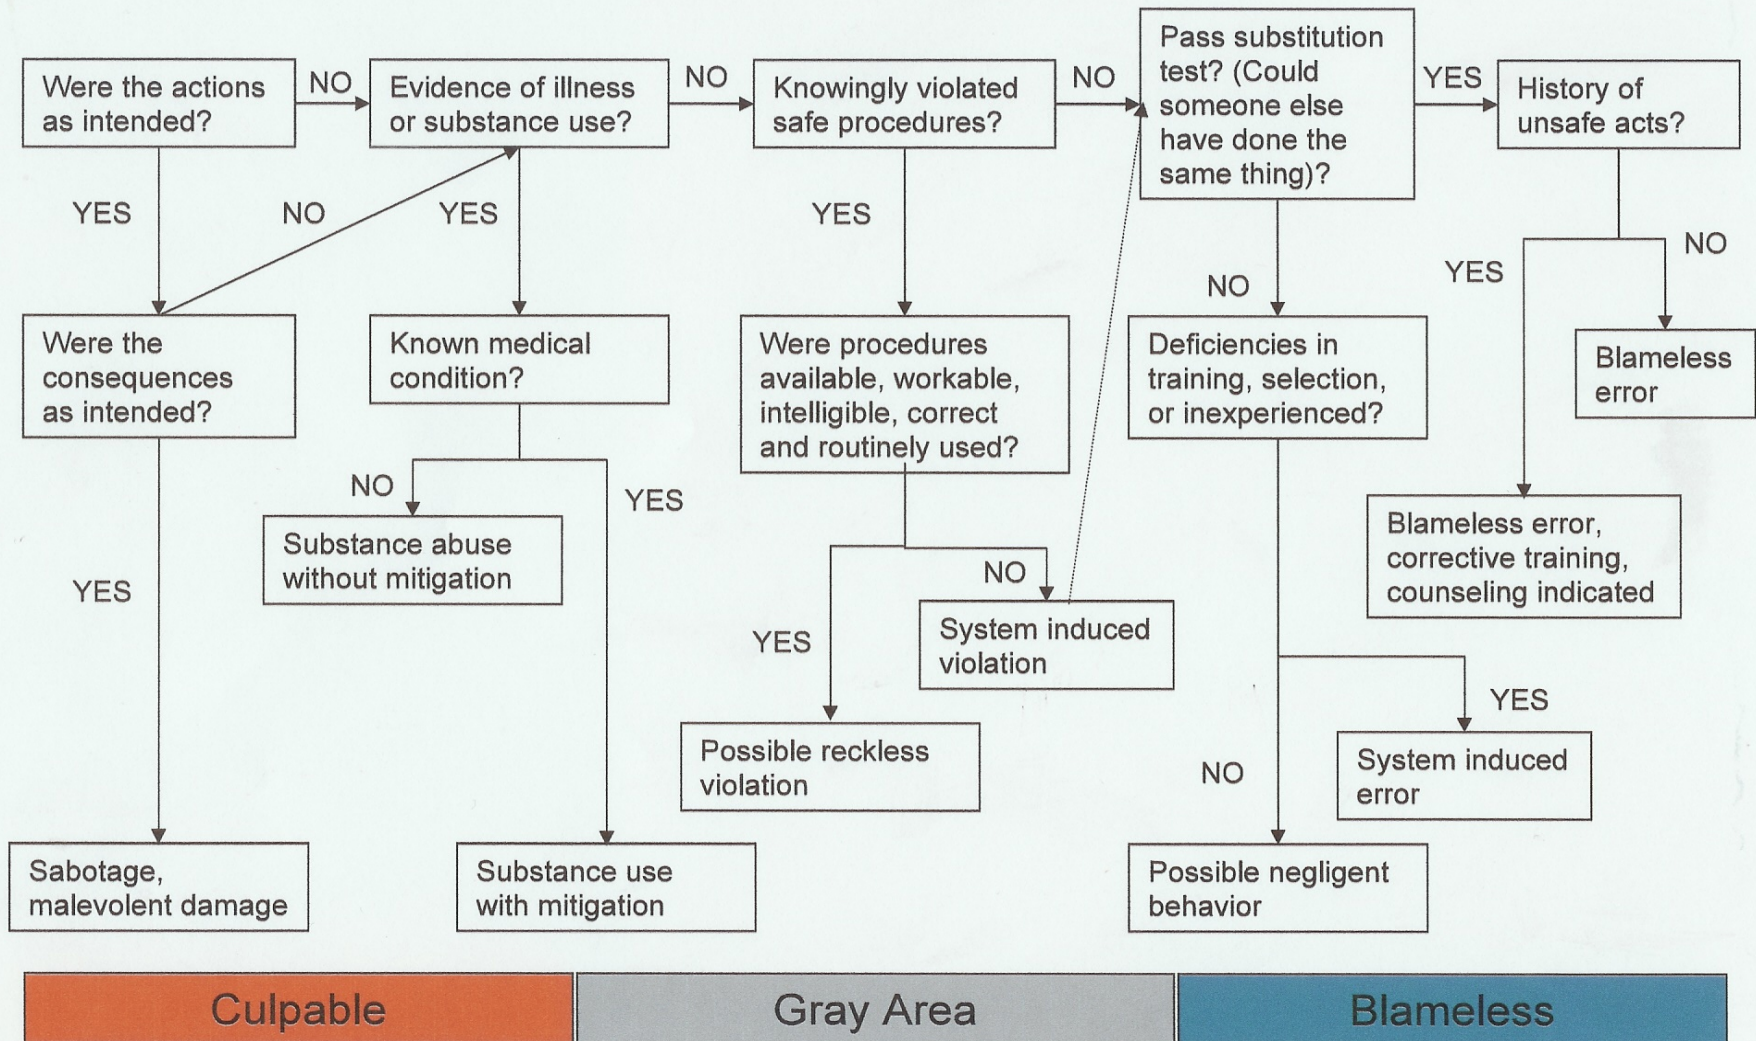 Were the actions
as intended?
NO
Evidence of illness
or substance use?
NO
Knowingly violated
safe procedures?
NO
Pass substitution
test? (Could
someone else
have done the
same thing)?
YES
History of
unsafe acts?
YES
NO
YES
YES
NO
YES
NO
Were the
consequences
as intended?
Known medical
condition?
Were procedures
available, workable,
intelligible, correct
and routinely used?
Deficiencies in
training, selection,
or inexperienced?
Blameless
error
NO
YES
Substance abuse
without mitigation
Blameless error,
corrective training,
counseling indicated
YES
NO
YES
System induced
violation
Possible reckless
violation
YES
NO
System induced
error
Sabotage,
malevolent damage
Substance use
with mitigation
Possible negligent
behavior
Culpable
Gray Area
Blameless